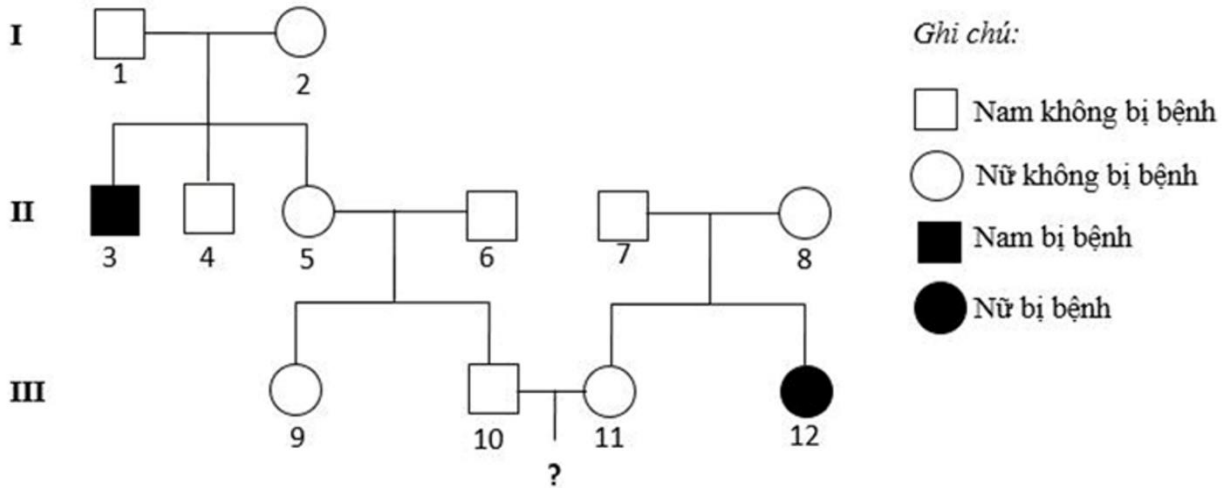 I
1
2
Ghi chú:
Nam không bị bệnh
Nữ không bị bệnh
Nam bị bệnh
Nữ bị bệnh
II
3
4
5
6
7
8
III
9
10
11
12
?